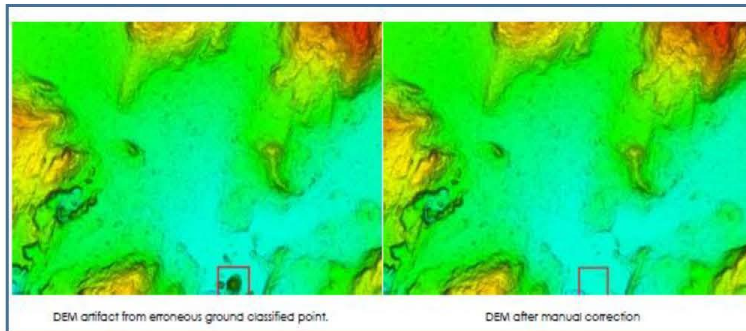 DEM artifact from erroneous ground classified point.
DEM after manual correction